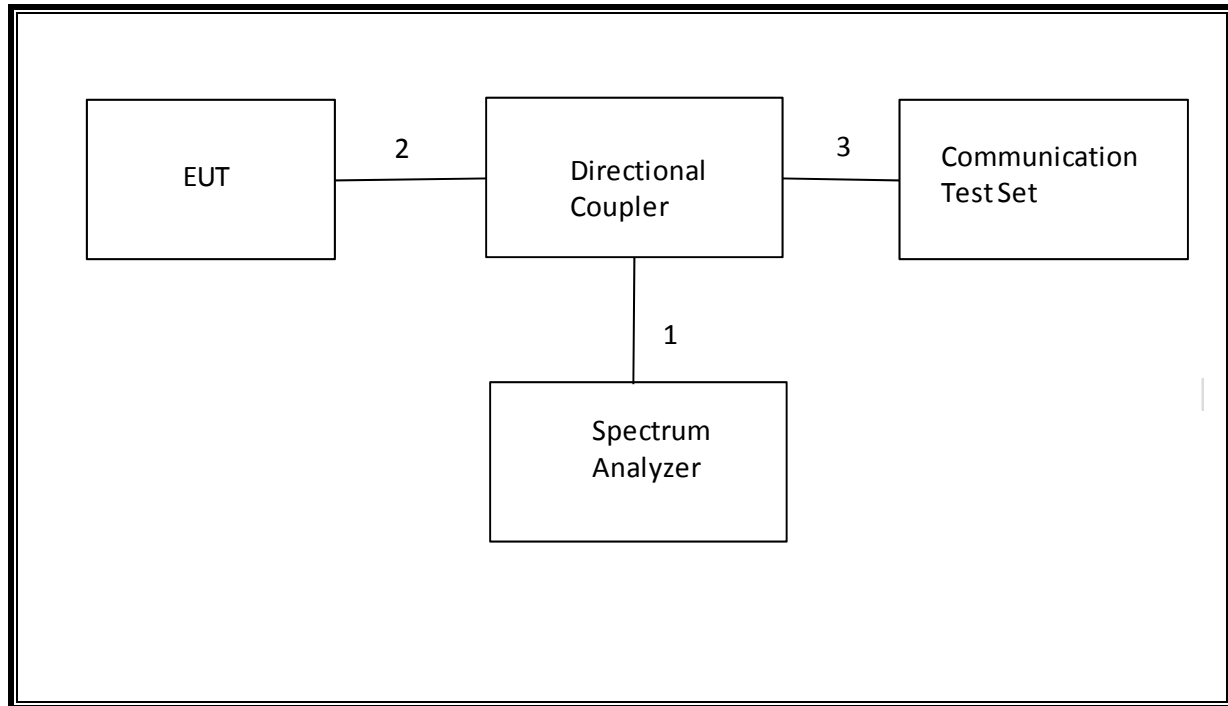 EUT
2
Directional
Coupler
3
Communication
Test Set
1
Spectrum
Analyzer